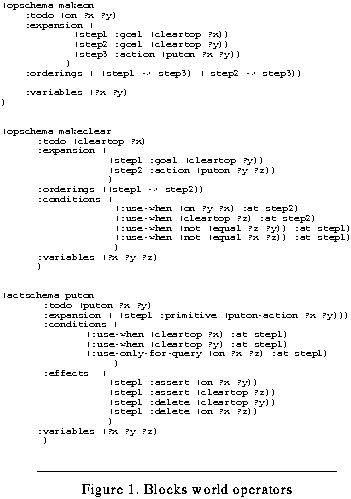 (opschema makeon
:todo (on ?x ?y)
:expansion (
(step1 :goal (cleartop ?x))
(step2 :goal (cleartop ?y))
(step3 :action (puton ?x ?y))
)
:orderings ( (step1 -> step3) ( step2 -> step3))
:variables (?x ?y)
)
(opschema makeclear
:todo (cleartop ?x)
:expansion (
(step1 :goal (cleartop ?y))
(step2 :action (puton ?y ?z))
)
:orderings ((step1 -> step2))
:conditions (
(:use-when (on ?y ?x) :at step2)
(:use-when (cleartop ?z) :at step2)
(:use-when (not (equal ?z ?y)) :at step1)
(:use-when (not (equal ?x ?z)) :at step1)
)
:variables (?x ?y ?z)
)
(actschema puton
:todo (puton ?x ?y)
:expansion ( (step1 :primitive (puton-action ?x ?y)))
:conditions (
(:use-when (cleartop ?x) :at step1)
(:use-when (cleartop ?y) :at step1)
(:use-only-for-query (on ?x ?z) :at step1)
)
:effects (
(step1 :assert (on ?x ?y))
(step1 :assert (cleartop ?z))
(step1 :delete (cleartop ?y))
(step1 :delete (on ?x ?z))
)
:variables (?x ?y ?z)
)
Figure 1. Blocks world operators